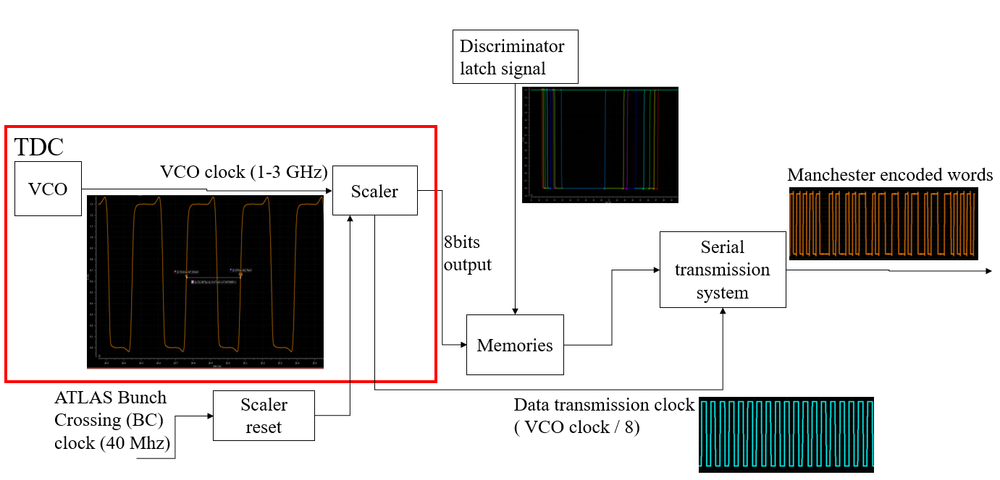 Discriminator
latch signal
TDC
VCO
VCO clock (1-3 GHz)
Scaler
Manchester encoded words
8bits
output
Serial
transmission
system
Memories
ATLAS Bunch
Crossing (BC)
clock (40 Mhz)
Scaler
reset
Data transmission clock
( VCO clock / 8)